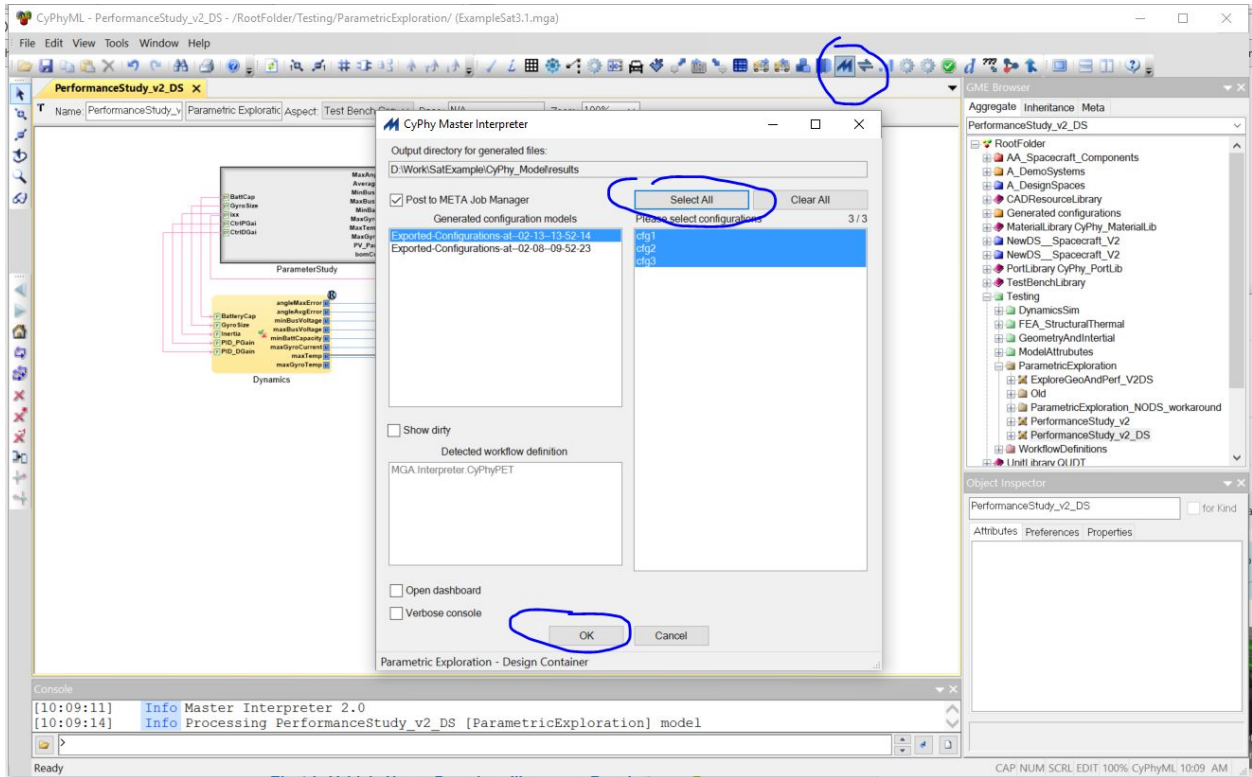 CyPhyML - PerformanceStudy_v2_DS - /RootFolder/Testing/ParametricExploration/ (ExampleSat3.1.mga)
File Edit View Tools Window Help
PerformanceStudy_v2_DS
Name: PerformanceStudy_v Parametric Exploratic Aspect: Test Bench
100%
BattCap
GyroSize
Ixx
CtrlPGai
CtrlDGai
ParameterStudy
BatteryCap
GyroSize
Inertia
PID_PGain
PID_DGain
angleMaxError
angleAvgError
minBusVoltage
maxBusVoltage
minBattCapacity
maxGyroCurrent
maxTemp
maxGyroTemp
Dynamics
CyPhy Master Interpreter
Output directory for generated files:
D:\Work\SatExample\CyPhy_Model\results
Post to META Job Manager
Select All
Clear All
Generated configuration models
Please select configurations
3 / 3
Exported-Configurations-at--02-13--13-52-14
Exported-Configurations-at--02-08--09-52-23
cfg1
cfg2
cfg3
Show dirty
Detected workflow definition
MGA.Interpreter.CyPhyPET
Open dashboard
Verbose console
OK
Cancel
Parametric Exploration - Design Container
GME Browser
Aggregate Inheritance Meta
PerformanceStudy_v2_DS
RootFolder
AA_Spacecraft_Components
A_DemoSystems
A_DesignSpaces
CADResourceLibrary
Generated configurations
MaterialLibrary CyPhy_MaterialLib
NewDS__Spacecraft_V2
NewDS__Spacecraft_V2
PortLibrary CyPhy_PortLib
TestBenchLibrary
Testing
DynamicsSim
FEA_StructuralThermal
GeometryAndIntertial
ModelAttrubutes
ParametricExploration
ExploreGeoAndPerf_V2DS
Old
ParametricExploration_NODS_workaround
PerformanceStudy_v2
PerformanceStudy_v2_DS
WorkflowDefinitions
UnitLibrary QUDT
Object Inspector
PerformanceStudy_v2_DS
for Kind
Attributes Preferences Properties
Console
[10:09:11] Info Master Interpreter 2.0
[10:09:14] Info Processing PerformanceStudy_v2_DS [ParametricExploration] model
>
Ready
CAP NUM SCRL EDIT 100% CyPhyML 10:09 AM